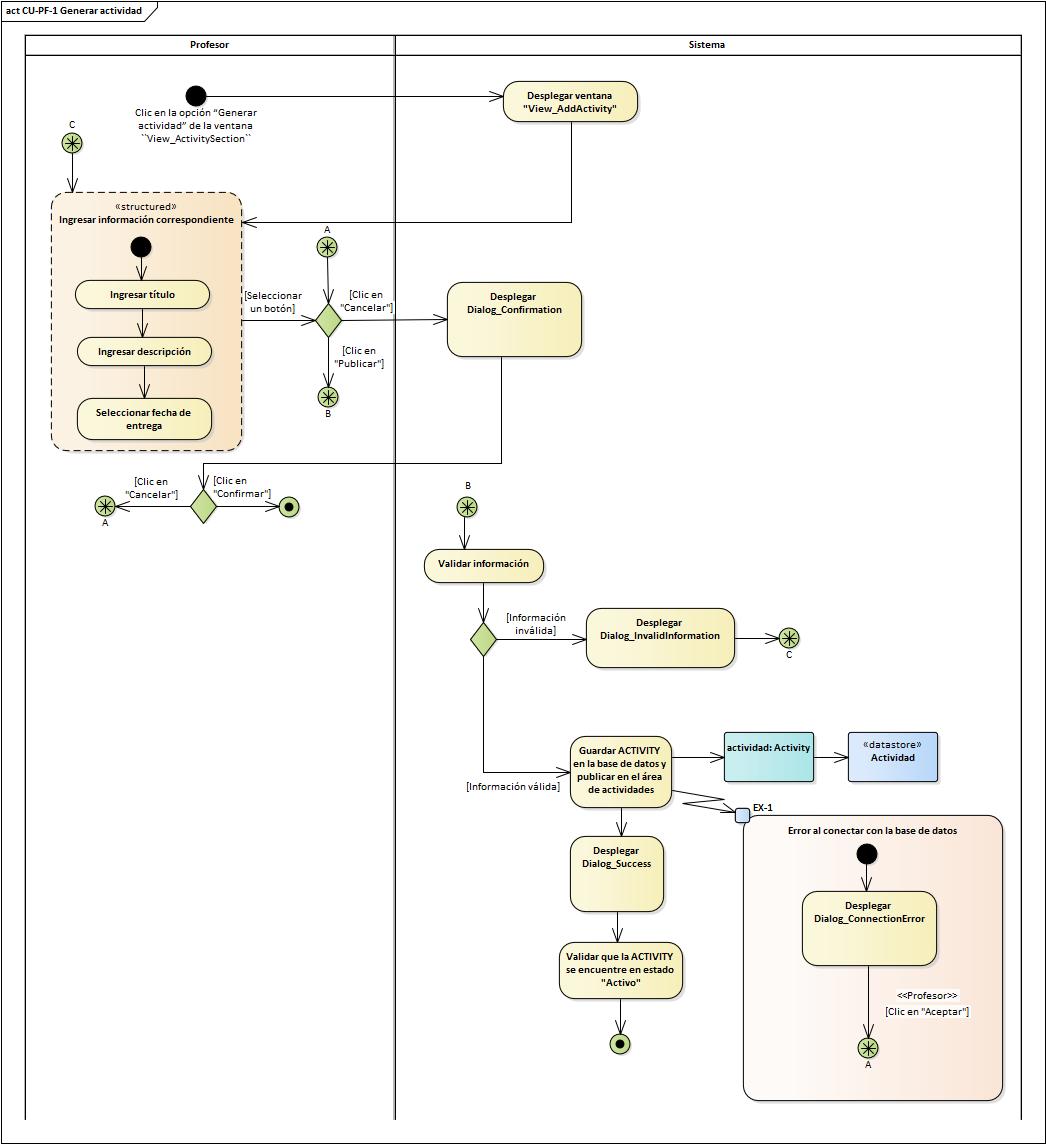 act CU-PF-1 Generar actividad
Profesor
Sistema
Desplegar ventana
"View_AddActivity"
Clic en la opción “Generar
actividad” de la ventana
``View_ActivitySection``
C
«structured»
Ingresar información correspondiente
Ingresar título
Ingresar descripción
Seleccionar fecha de
entrega
A
[Seleccionar
un botón]
[Clic en
"Cancelar"]
[Clic en
"Publicar"]
B
Desplegar
Dialog_Confirmation
[Clic en
"Cancelar"]
[Clic en
"Confirmar"]
A
B
Validar información
[Información
inválida]
Desplegar
Dialog_InvalidInformation
C
[Información válida]
Guardar ACTIVITY
en la base de datos y
publicar en el área
de actividades
actividad: Activity
«datastore»
Actividad
EX-1
Error al conectar con la base de datos
Desplegar
Dialog_Success
Desplegar
Dialog_ConnectionError
Validar que la ACTIVITY
se encuentre en estado
"Activo"
<<Profesor>>
[Clic en "Aceptar"]
A